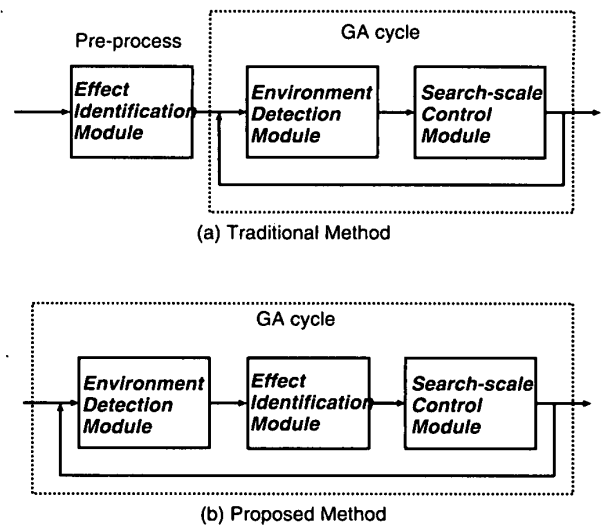 Pre-process
GA cycle
Effect
Identification
Module
Environment
Detection
Module
Search-scale
Control
Module
(a) Traditional Method
GA cycle
Environment
Detection
Module
Effect
Identification
Module
Search-scale
Control
Module
(b) Proposed Method